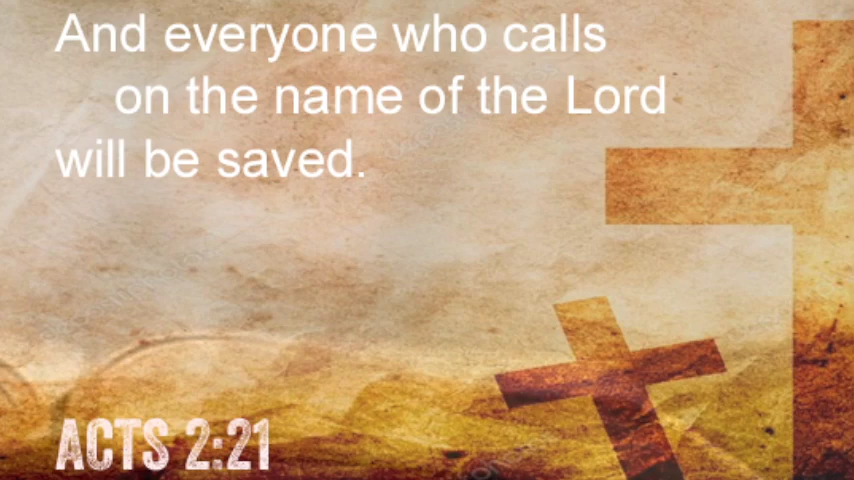 And everyone who calls
on the name of the Lord
will be saved.
ACTS 2:21